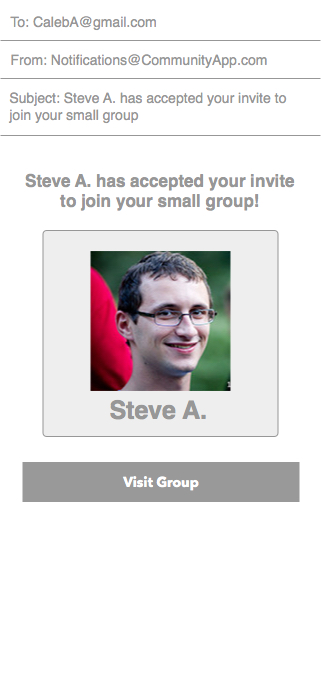 To: CalebA@gmail.com
From: Notifications@CommunityApp.com
Subject: Steve A. has accepted your invite to
join your small group
Steve A. has accepted your invite
to join your small group!
Steve A.
Visit Group